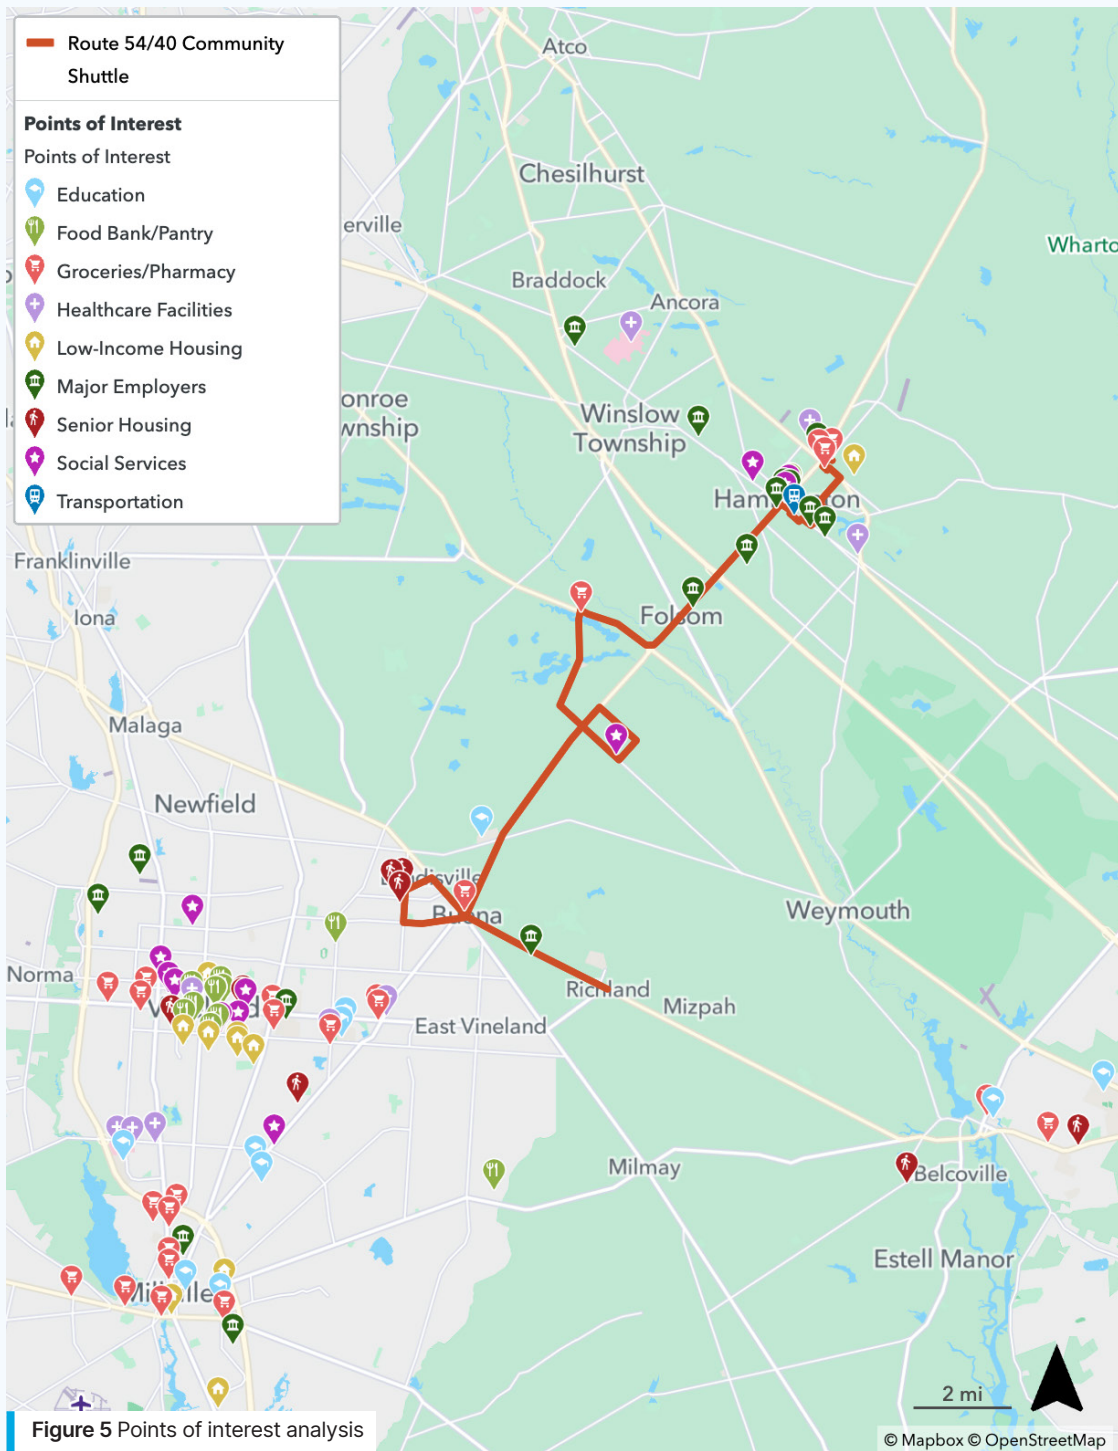 Route 54/40 Community
Shuttle
Points of Interest
Points of Interest
Education
Food Bank/Pantry
Groceries/Pharmacy
Healthcare Facilities
Low-Income Housing
Major Employers
Senior Housing
Social Services
Transportation
Atco
Chesilhurst
erville
Wharto
Braddock
Ancora
onroe
wnship
Winslow
Township
Folsom
Franklinville
Iona
Malaga
Newfield
Buena
Weymouth
Norma
Richland
Mizpah
East Vineland
Milmay
Belcoville
Estell Manor
2 mi
Figure 5 Points of interest analysis
© Mapbox © OpenStreetMap